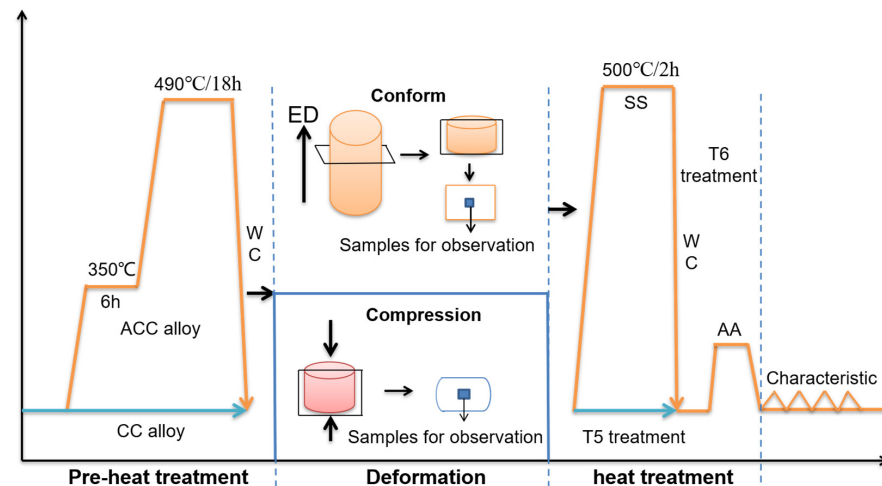 490℃/18h
350℃
6h
W
C
ACC alloy
CC alloy
Pre-heat treatment
Conform
ED
Samples for observation
Compression
Samples for observation
Deformation
500℃/2h
SS
T6
treatment
W
C
AA
Characteristic
T5 treatment
heat treatment